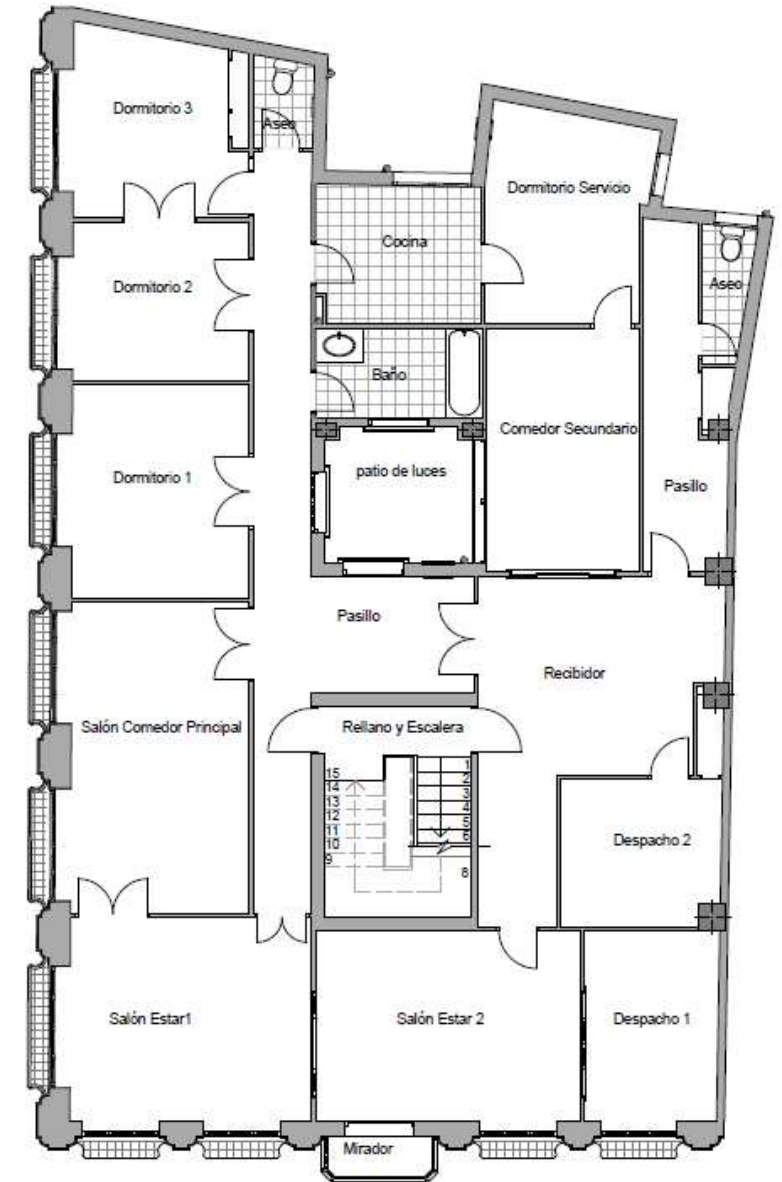 Dormitorio 3
Aseo
Dormitorio Servicio
Cocina
Dormitorio 2
Aseo
Baño
Comedor Secundario
patio de luces
Dormitorio 1
Pasillo
Pasillo
Recibidor
Salón Comedor Principal
Rellano y Escalera
1
2
3
4
5
6
15
14
13
12
11
10
9
8
Despacho 2
Salón Estar1
Salón Estar 2
Despacho 1
Mirador